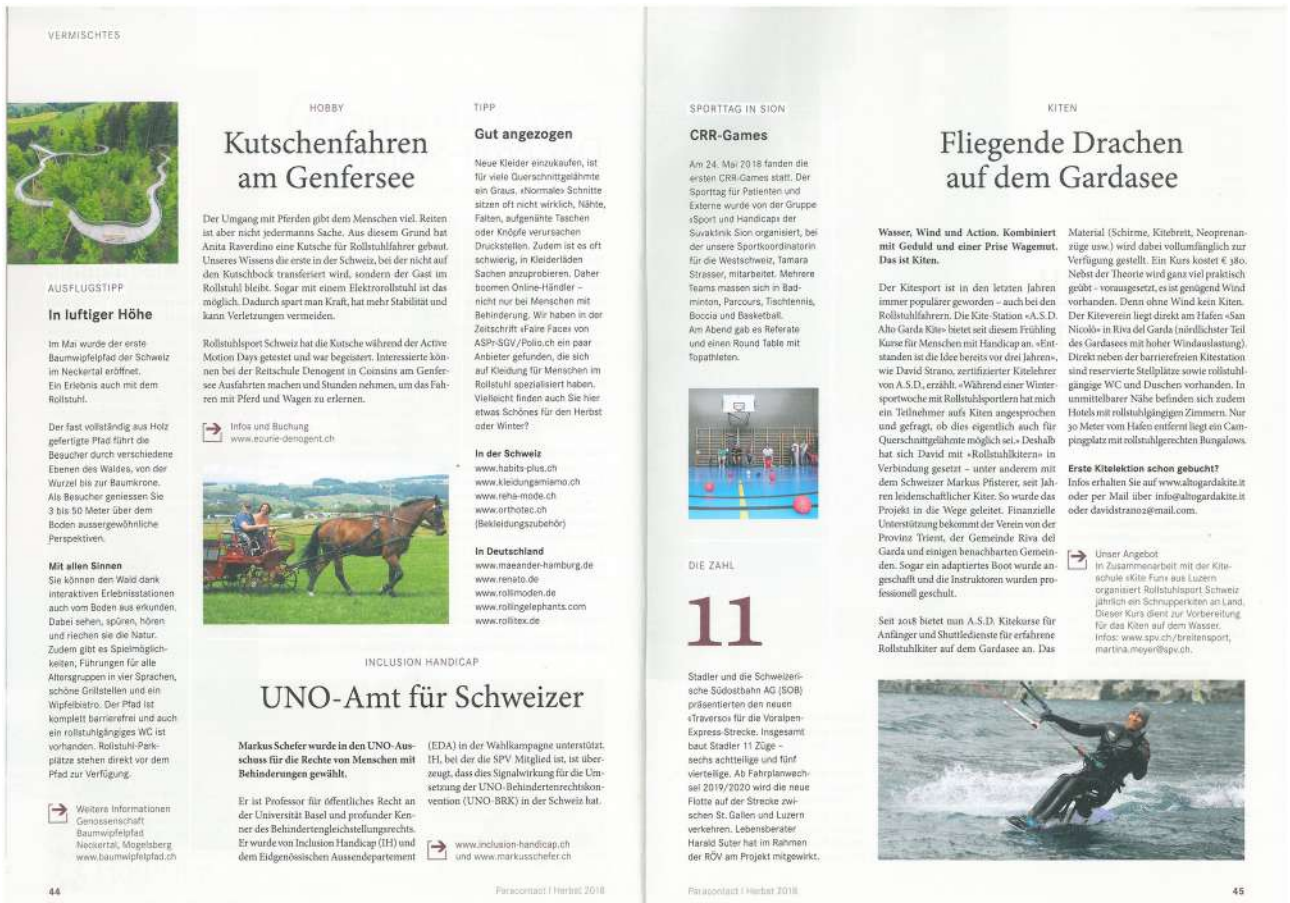 VERMISCHTES
AUSFLUGSTIPP
In luftiger Höhe
Im Mai wurde der erste
Baumwipfelpfad der Schweiz
im Neckertal eröffnet.
Ein Erlebnis auch mit dem
Rollstuhl.
Der fast vollständig aus Holz
gefertigte Pfad führt die
Besucher durch verschiedene
Ebenen des Waldes, von der
Wurzel bis zur Baumkrone.
Als Besucher geniessen Sie
3 bis 50 Meter über dem
Boden aussergewöhnliche
Perspektiven.
Mit allen Sinnen
Sie können den Wald dank
interaktiven Erlebnisstationen
auch vom Boden aus erkunden.
Dabei sehen, spüren, hören
und riechen sie die Natur.
Zudem gibt es Spielmöglich-
keiten, Führungen für alle
Altersgruppen in vier Sprachen,
schöne Grillstellen und ein
Wipfelbistro. Der Pfad ist
komplett barrierefrei und auch
ein rollstuhlgängiges WC ist
vorhanden. Rollstuhl-Park-
plätze stehen direkt vor dem
Pfad zur Verfügung.
Weitere Informationen
Genossenschaft
Baumwipfelpfad
Neckertal, Mogelsberg
www.baumwipfelpfad.ch
HOBBY
Kutschenfahren
am Genfersee
Der Umgang mit Pferden gibt dem Menschen viel. Reiten
ist aber nicht jedermanns Sache. Aus diesem Grund hat
Anita Raverdino eine Kutsche für Rollstuhlfahrer gebaut.
Unseres Wissens die erste in der Schweiz, bei der nicht auf
den Kutschbock transferiert wird, sondern der Gast im
Rollstuhl bleibt. Sogar mit einem Elektrorollstuhl ist das
möglich. Dadurch spart man Kraft, hat mehr Stabilität und
kann Verletzungen vermeiden.
Rollstuhlsport Schweiz hat die Kutsche während der Active
Motion Days getestet und war begeistert. Interessierte kön-
nen bei der Reitschule Denogent in Coinsins am Genfer-
see Ausfahrten machen und Stunden nehmen, um das Fah-
ren mit Pferd und Wagen zu erlernen.
Infos und Buchung
www.ecurie-denogent.ch
TIPP
Gut angezogen
Neue Kleider einzukaufen, ist
für viele Querschnittgelähmte
ein Graus. «Normale» Schnitte
sitzen oft nicht wirklich, Nähte,
Falten, aufgenähte Taschen
oder Knöpfe verursachen
Druckstellen. Zudem ist es oft
schwierig, in Kleiderläden
Sachen anzuprobieren. Daher
boomen Online-Händler –
nicht nur bei Menschen mit
Behinderung. Wir haben in der
Zeitschrift «Faire Face» von
ASPr-SGV/Polio.ch ein paar
Anbieter gefunden, die sich
auf Kleidung für Menschen im
Rollstuhl spezialisiert haben.
Vielleicht finden auch Sie hier
etwas Schönes für den Herbst
oder Winter?
In der Schweiz
www.habits-plus.ch
www.kleidungamiamo.ch
www.reha-mode.ch
www.orthotec.ch
(Bekleidungszubehör)
In Deutschland
www.maeander-hamburg.de
www.renato.de
www.rollimoden.de
www.rollingelephants.com
www.rollitex.de
INCLUSION HANDICAP
UNO-Amt für Schweizer
Markus Schefer wurde in den UNO-Aus-
schuss für die Rechte von Menschen mit
Behinderungen gewählt.
Er ist Professor für öffentliches Recht an
der Universität Basel und profunder Ken-
ner des Behindertengleichstellungsrechts.
Er wurde von Inclusion Handicap (IH) und
dem Eidgenössischen Aussendepartement
(EDA) in der Wahlkampagne unterstützt.
IH, bei der die SPV Mitglied ist, ist über-
zeugt, dass dies Signalwirkung für die Um-
setzung der UNO-Behindertenrechtskon-
vention (UNO-BRK) in der Schweiz hat.
www.inclusion-handicap.ch
und www.markusschefer.ch
44
Paracontact I Herbst 2018
SPORTTAG IN SION
CRR-Games
Am 24. Mai 2018 fanden die
ersten CRR-Games statt. Der
Sporttag für Patienten und
Externe wurde von der Gruppe
«Sport und Handicap» der
Suvaklinik Sion organisiert, bei
der unsere Sportkoordinatorin
für die Westschweiz, Tamara
Strasser, mitarbeitet. Mehrere
Teams massen sich in Bad-
minton, Parcours, Tischtennis,
Boccia und Basketball.
Am Abend gab es Referate
und einen Round Table mit
Topathleten.
DIE ZAHL
11
Stadler und die Schweizeri-
sche Südostbahn AG (SOB)
präsentierten den neuen
«Traverso» für die Voralpen-
Express-Strecke. Insgesamt
baut Stadler 11 Züge –
sechs achtteilige und fünf
vierteilige. Ab Fahrplanwech-
sel 2019/2020 wird die neue
Flotte auf der Strecke zwi-
schen St. Gallen und Luzern
verkehren. Lebensberater
Harald Suter hat im Rahmen
der RÖV am Projekt mitgewirkt.
KITEN
Fliegende Drachen
auf dem Gardasee
Wasser, Wind und Action. Kombiniert
mit Geduld und einer Prise Wagemut.
Das ist Kiten.
Der Kitesport ist in den letzten Jahren
immer populärer geworden – auch bei den
Rollstuhlfahrern. Die Kite-Station «A.S.D.
Alto Garda Kite» bietet seit diesem Frühling
Kurse für Menschen mit Handicap an. «Ent-
standen ist die Idee bereits vor drei Jahren»,
wie David Strano, zertifizierter Kitelehrer
von A.S.D., erzählt. «Während einer Winter-
sportwoche mit Rollstuhlsportlern hat mich
ein Teilnehmer aufs Kiten angesprochen
und gefragt, ob dies eigentlich auch für
Querschnittgelähmte möglich sei.» Deshalb
hat sich David mit «Rollstuhlkitern» in
Verbindung gesetzt – unter anderem mit
dem Schweizer Markus Pfisterer, seit Jah-
ren leidenschaftlicher Kiter. So wurde das
Projekt in die Wege geleitet. Finanzielle
Unterstützung bekommt der Verein von der
Provinz Trient, der Gemeinde Riva del
Garda und einigen benachbarten Gemein-
den. Sogar ein adaptiertes Boot wurde an-
geschafft und die Instruktoren wurden pro-
fessionell geschult.
Seit 2018 bietet nun A.S.D. Kitekurse für
Anfänger und Shuttledienste für erfahrene
Rollstuhlkiter auf dem Gardasee an. Das
Material (Schirme, Kitebrett, Neoprenan-
züge usw.) wird dabei vollumfänglich zur
Verfügung gestellt. Ein Kurs kostet € 380.
Nebst der Theorie wird ganz viel praktisch
geübt – vorausgesetzt, es ist genügend Wind
vorhanden. Denn ohne Wind kein Kiten.
Der Kiteverein liegt direkt am Hafen «San
Nicolò» in Riva del Garda (nördlichster Teil
des Gardasees mit hoher Windauslastung).
Direkt neben der barrierefreien Kitestation
sind reservierte Stellplätze sowie rollstuhl-
gängige WC und Duschen vorhanden. In
unmittelbarer Nähe befinden sich zudem
Hotels mit rollstuhlgängigen Zimmern. Nur
30 Meter vom Hafen entfernt liegt ein Cam-
pingplatz mit rollstuhlgerechten Bungalows.
Erste Kitelektion schon gebucht?
Infos erhalten Sie auf www.altogardakite.it
oder per Mail über info@altogardakite.it
oder davidstrano2@mail.com.
Unser Angebot
In Zusammenarbeit mit der Kite-
schule «Kite Fun» aus Luzern
organisiert Rollstuhlsport Schweiz
jährlich ein Schnupperkiten an Land.
Dieser Kurs dient zur Vorbereitung
für das Kiten auf dem Wasser.
Infos: www.spv.ch/breitensport,
martina.meyer@spv.ch.
Paracontact I Herbst 2018
45